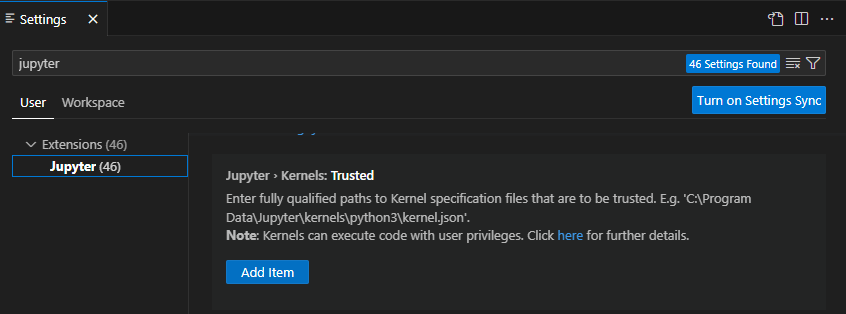 Settings
jupyter
46 Settings Found
User
Workspace
Turn on Settings Sync
Extensions (46)
Jupyter (46)
Jupyter › Kernels: Trusted
Enter fully qualified paths to Kernel specification files that are to be trusted. E.g. 'C:\Program
Data\Jupyter\kernels\python3\kernel.json'.
Note: Kernels can execute code with user privileges. Click here for further details.
Add Item